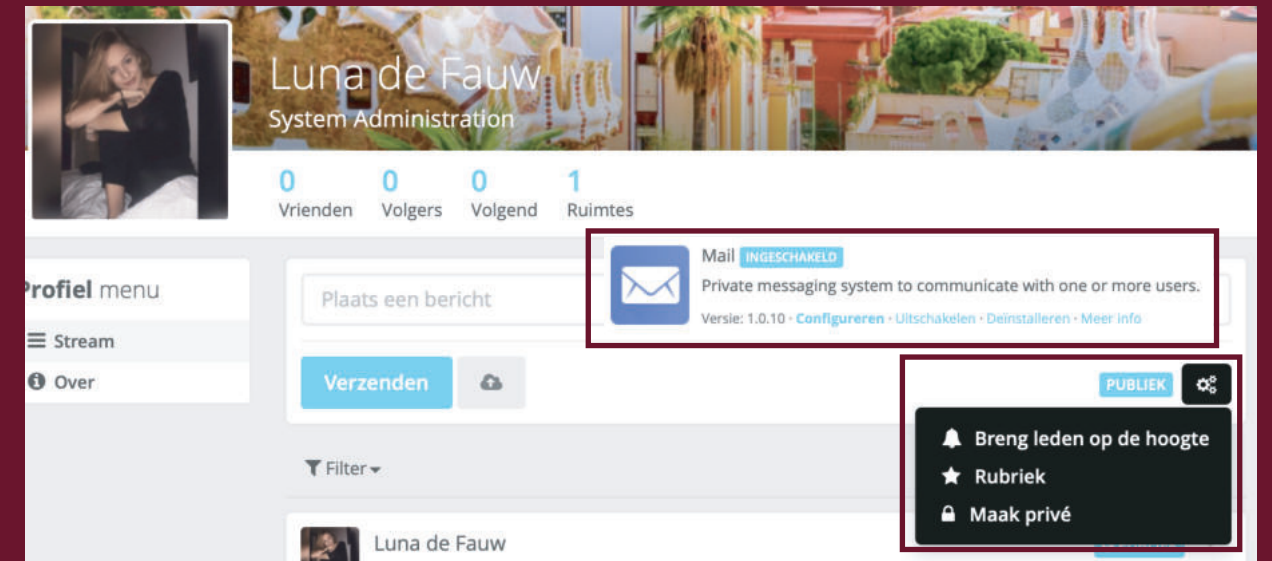 Luna de Fauw
System Administration
0 0 0 1
Vrienden Volgers Volgend Ruimtes
Mail INGESCHAKELD
Private messaging system to communicate with one or more users.
Versie: 1.0.10 · Configureren · Uitschakelen · Deïnstalleren · Meer info
Profiel menu
Stream
Over
Plaats een bericht
Verzenden
PUBLIEK
Breng leden op de hoogte
Rubriek
Maak privé
Filter
Luna de Fauw